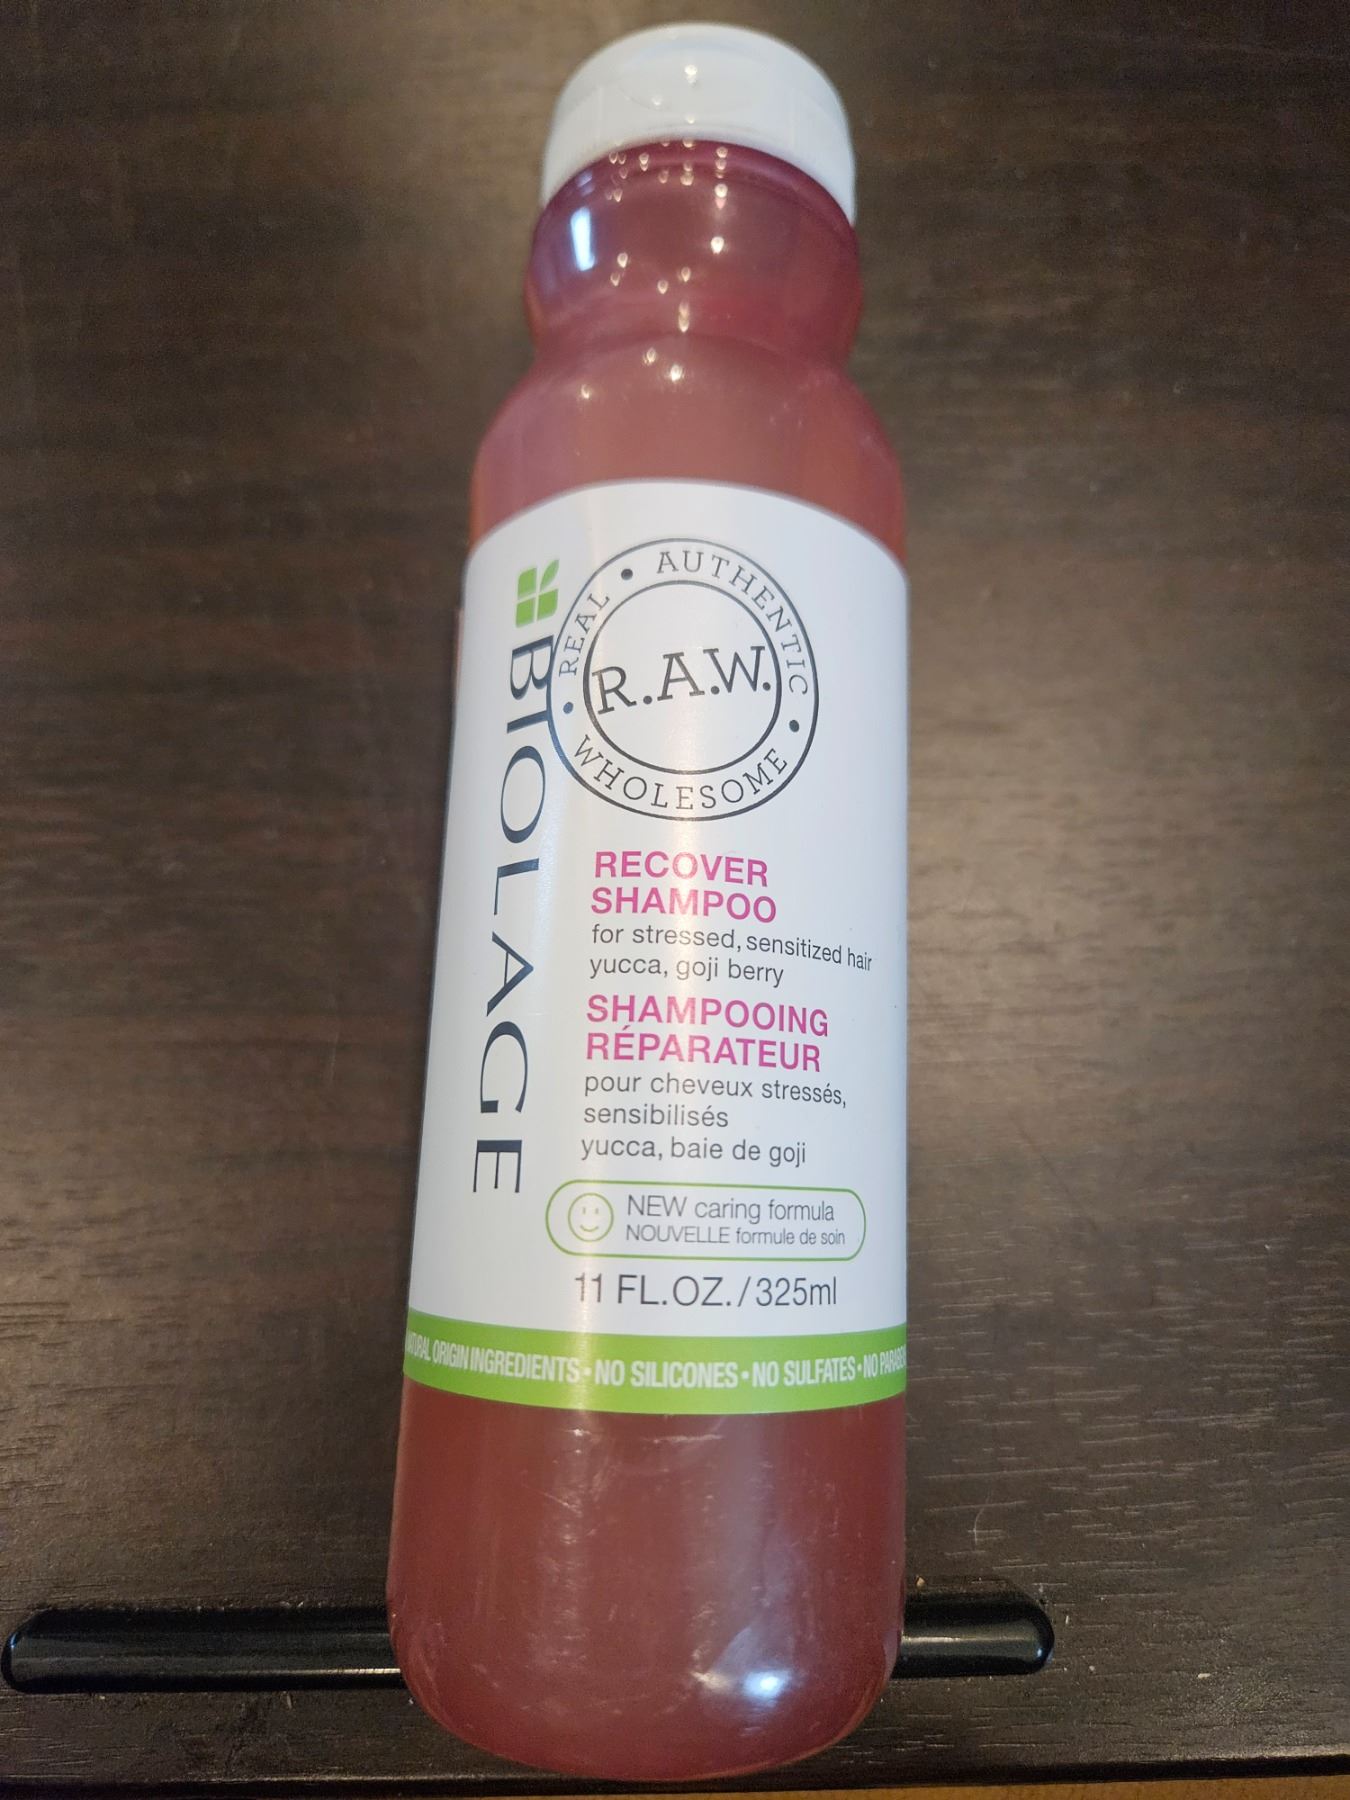 BIOLAGE
REAL • AUTHENTIC • WHOLESOME •
R.A.W.
RECOVER
SHAMPOO
for stressed, sensitized hair
yucca, goji berry
SHAMPOOING
RÉPARATEUR
pour cheveux stressés,
sensibilisés
yucca, baie de goji
NEW caring formula
NOUVELLE formule de soin
11 FL.OZ./325ml
ORIGIN INGREDIENTS • NO SILICONES • NO SULFATES • NO